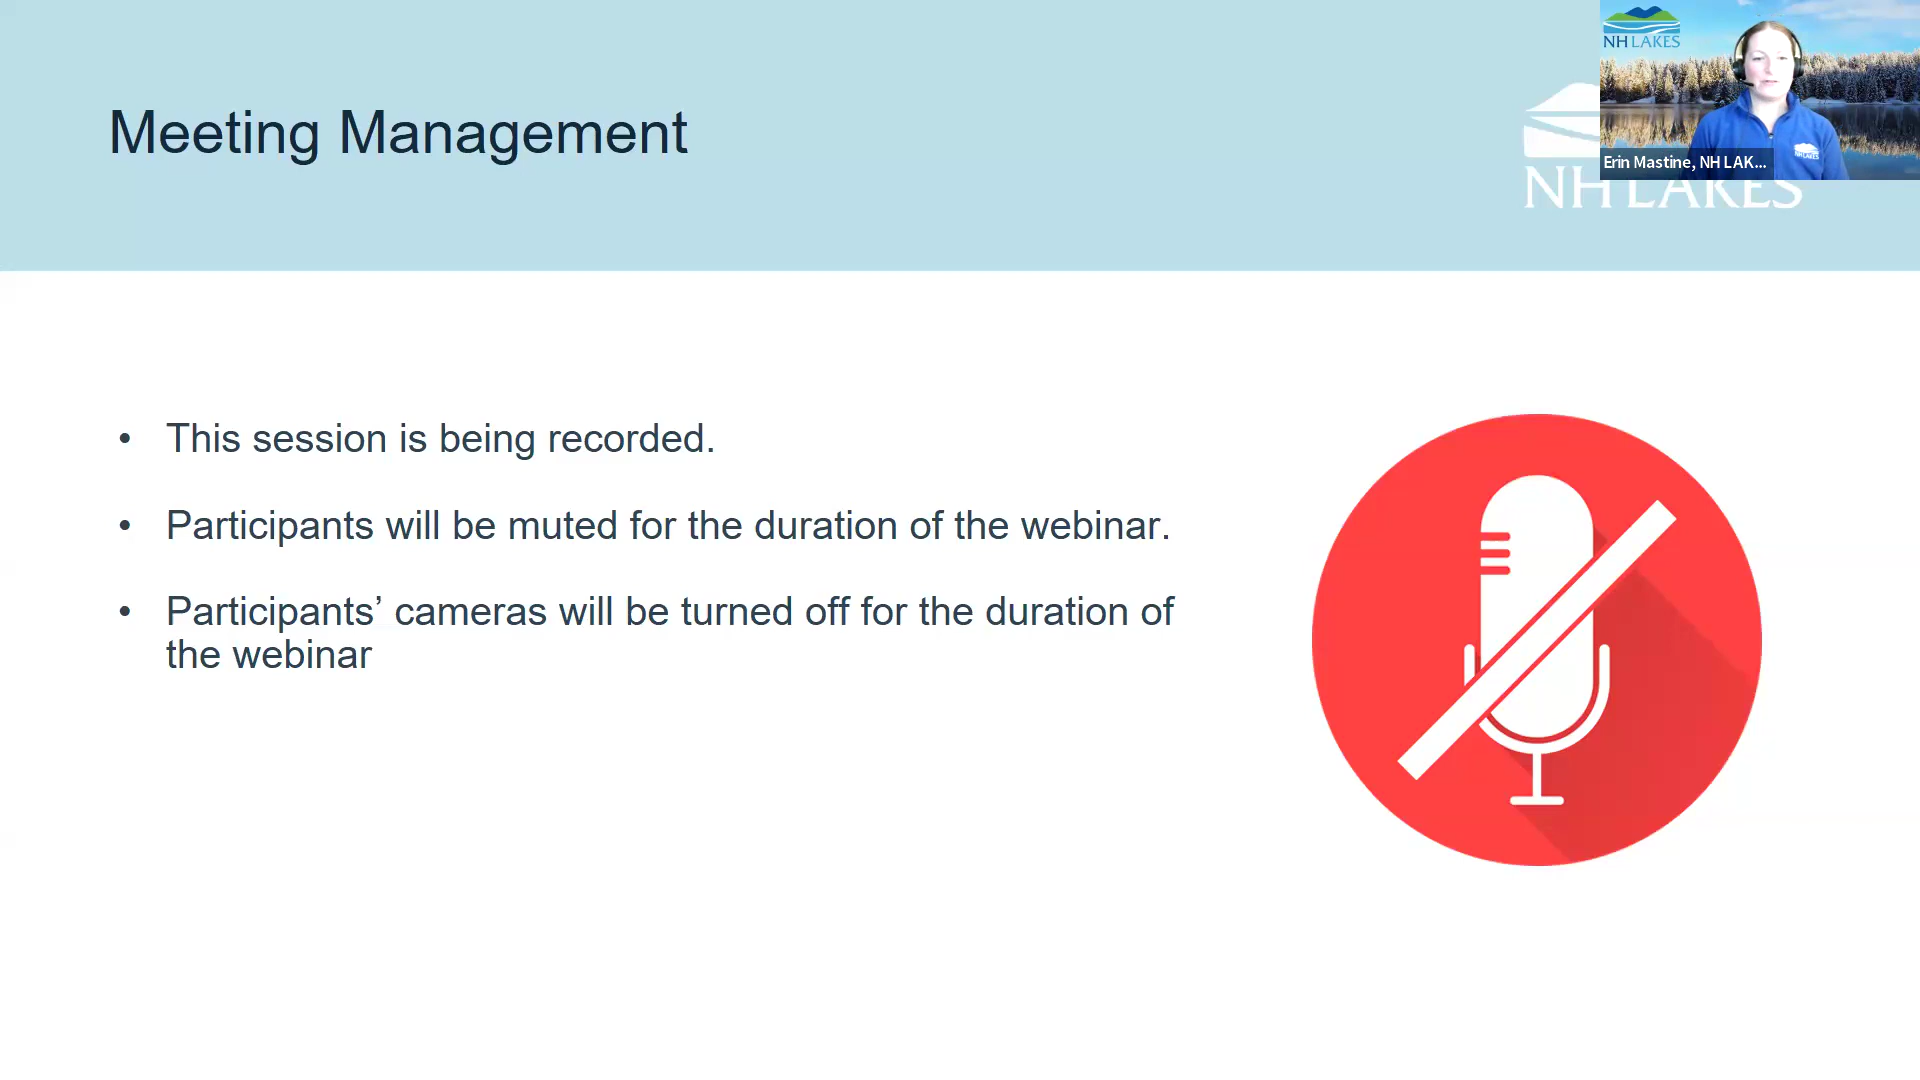 Meeting Management
NH LAKES
Erin Mastine, NH LAK...
NH LAKES
• This session is being recorded.
• Participants will be muted for the duration of the webinar.
• Participants’ cameras will be turned off for the duration of
the webinar